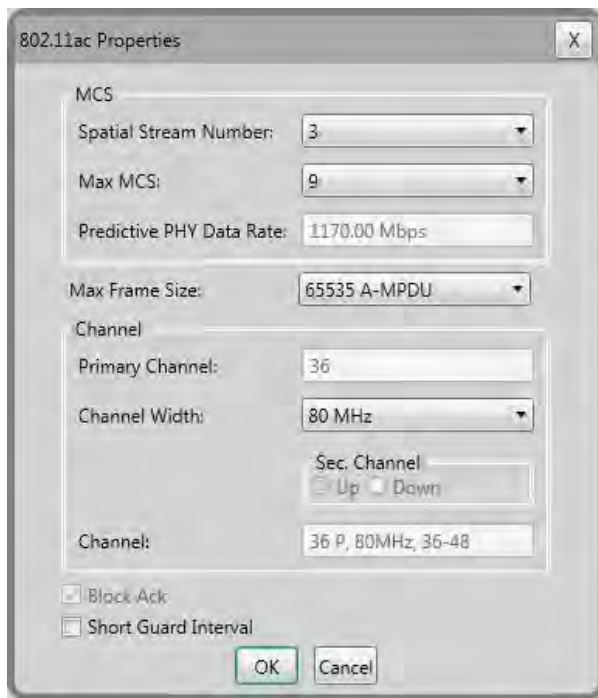 802.11ac Properties X
MCS
Spatial Stream Number: 3
Max MCS: 9
Predictive PHY Data Rate: 1170.00 Mbps
Max Frame Size: 65535 A-MPDU
Channel
Primary Channel: 36
Channel Width: 80 MHz
Sec. Channel
Up Down
Channel: 36 P, 80MHz, 36-48
Block Ack
Short Guard Interval
OK Cancel